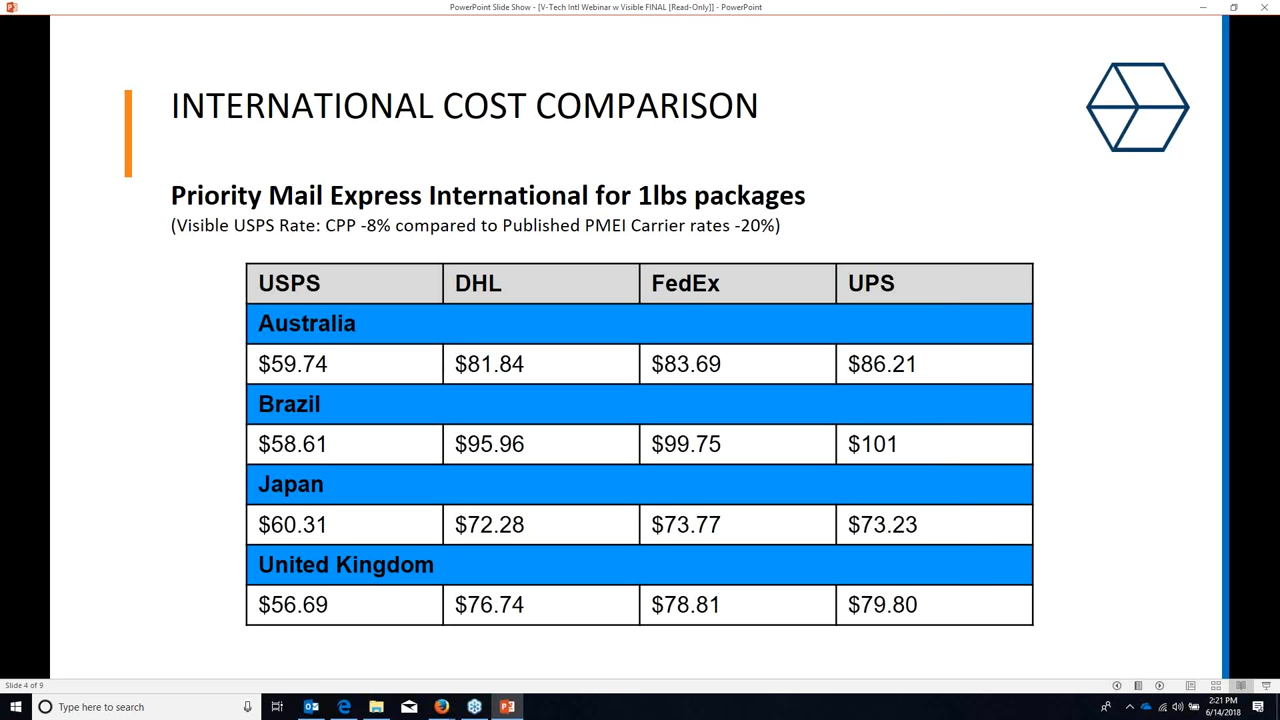 PowerPoint Slide Show - [V-Tech Intl Webinar w Visible FINAL [Read-Only]] - PowerPoint
INTERNATIONAL COST COMPARISON
Priority Mail Express International for 1lbs packages
(Visible USPS Rate: CPP -8% compared to Published PMEI Carrier rates -20%)
USPS DHL FedEx UPS
Australia
$59.74 $81.84 $83.69 $86.21
Brazil
$58.61 $95.96 $99.75 $101
Japan
$60.31 $72.28 $73.77 $73.23
United Kingdom
$56.69 $76.74 $78.81 $79.80
Slide 4 of 9
Type here to search
2:21 PM
6/14/2018